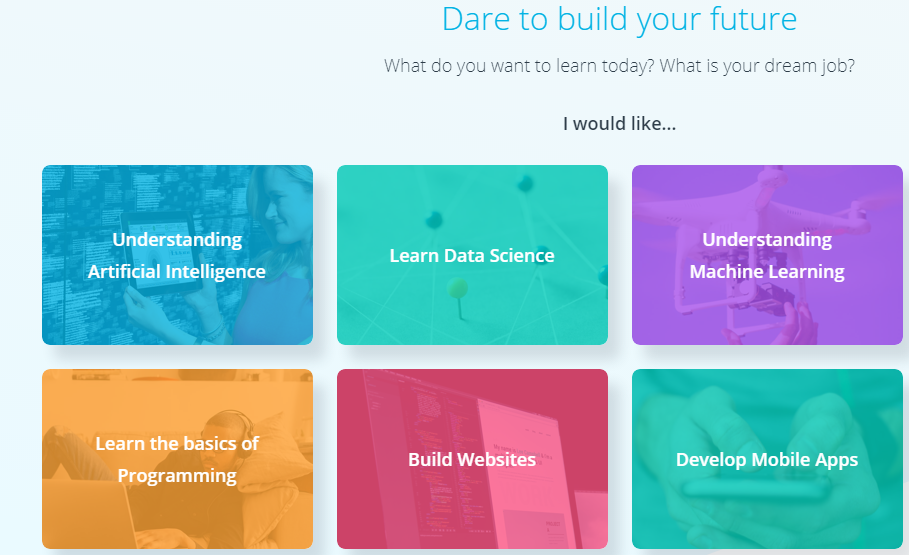 Dare to build your future
What do you want to learn today? What is your dream job?
I would like...
Understanding
Artificial Intelligence
Learn Data Science
Understanding
Machine Learning
Learn the basics of
Programming
Build Websites
Develop Mobile Apps